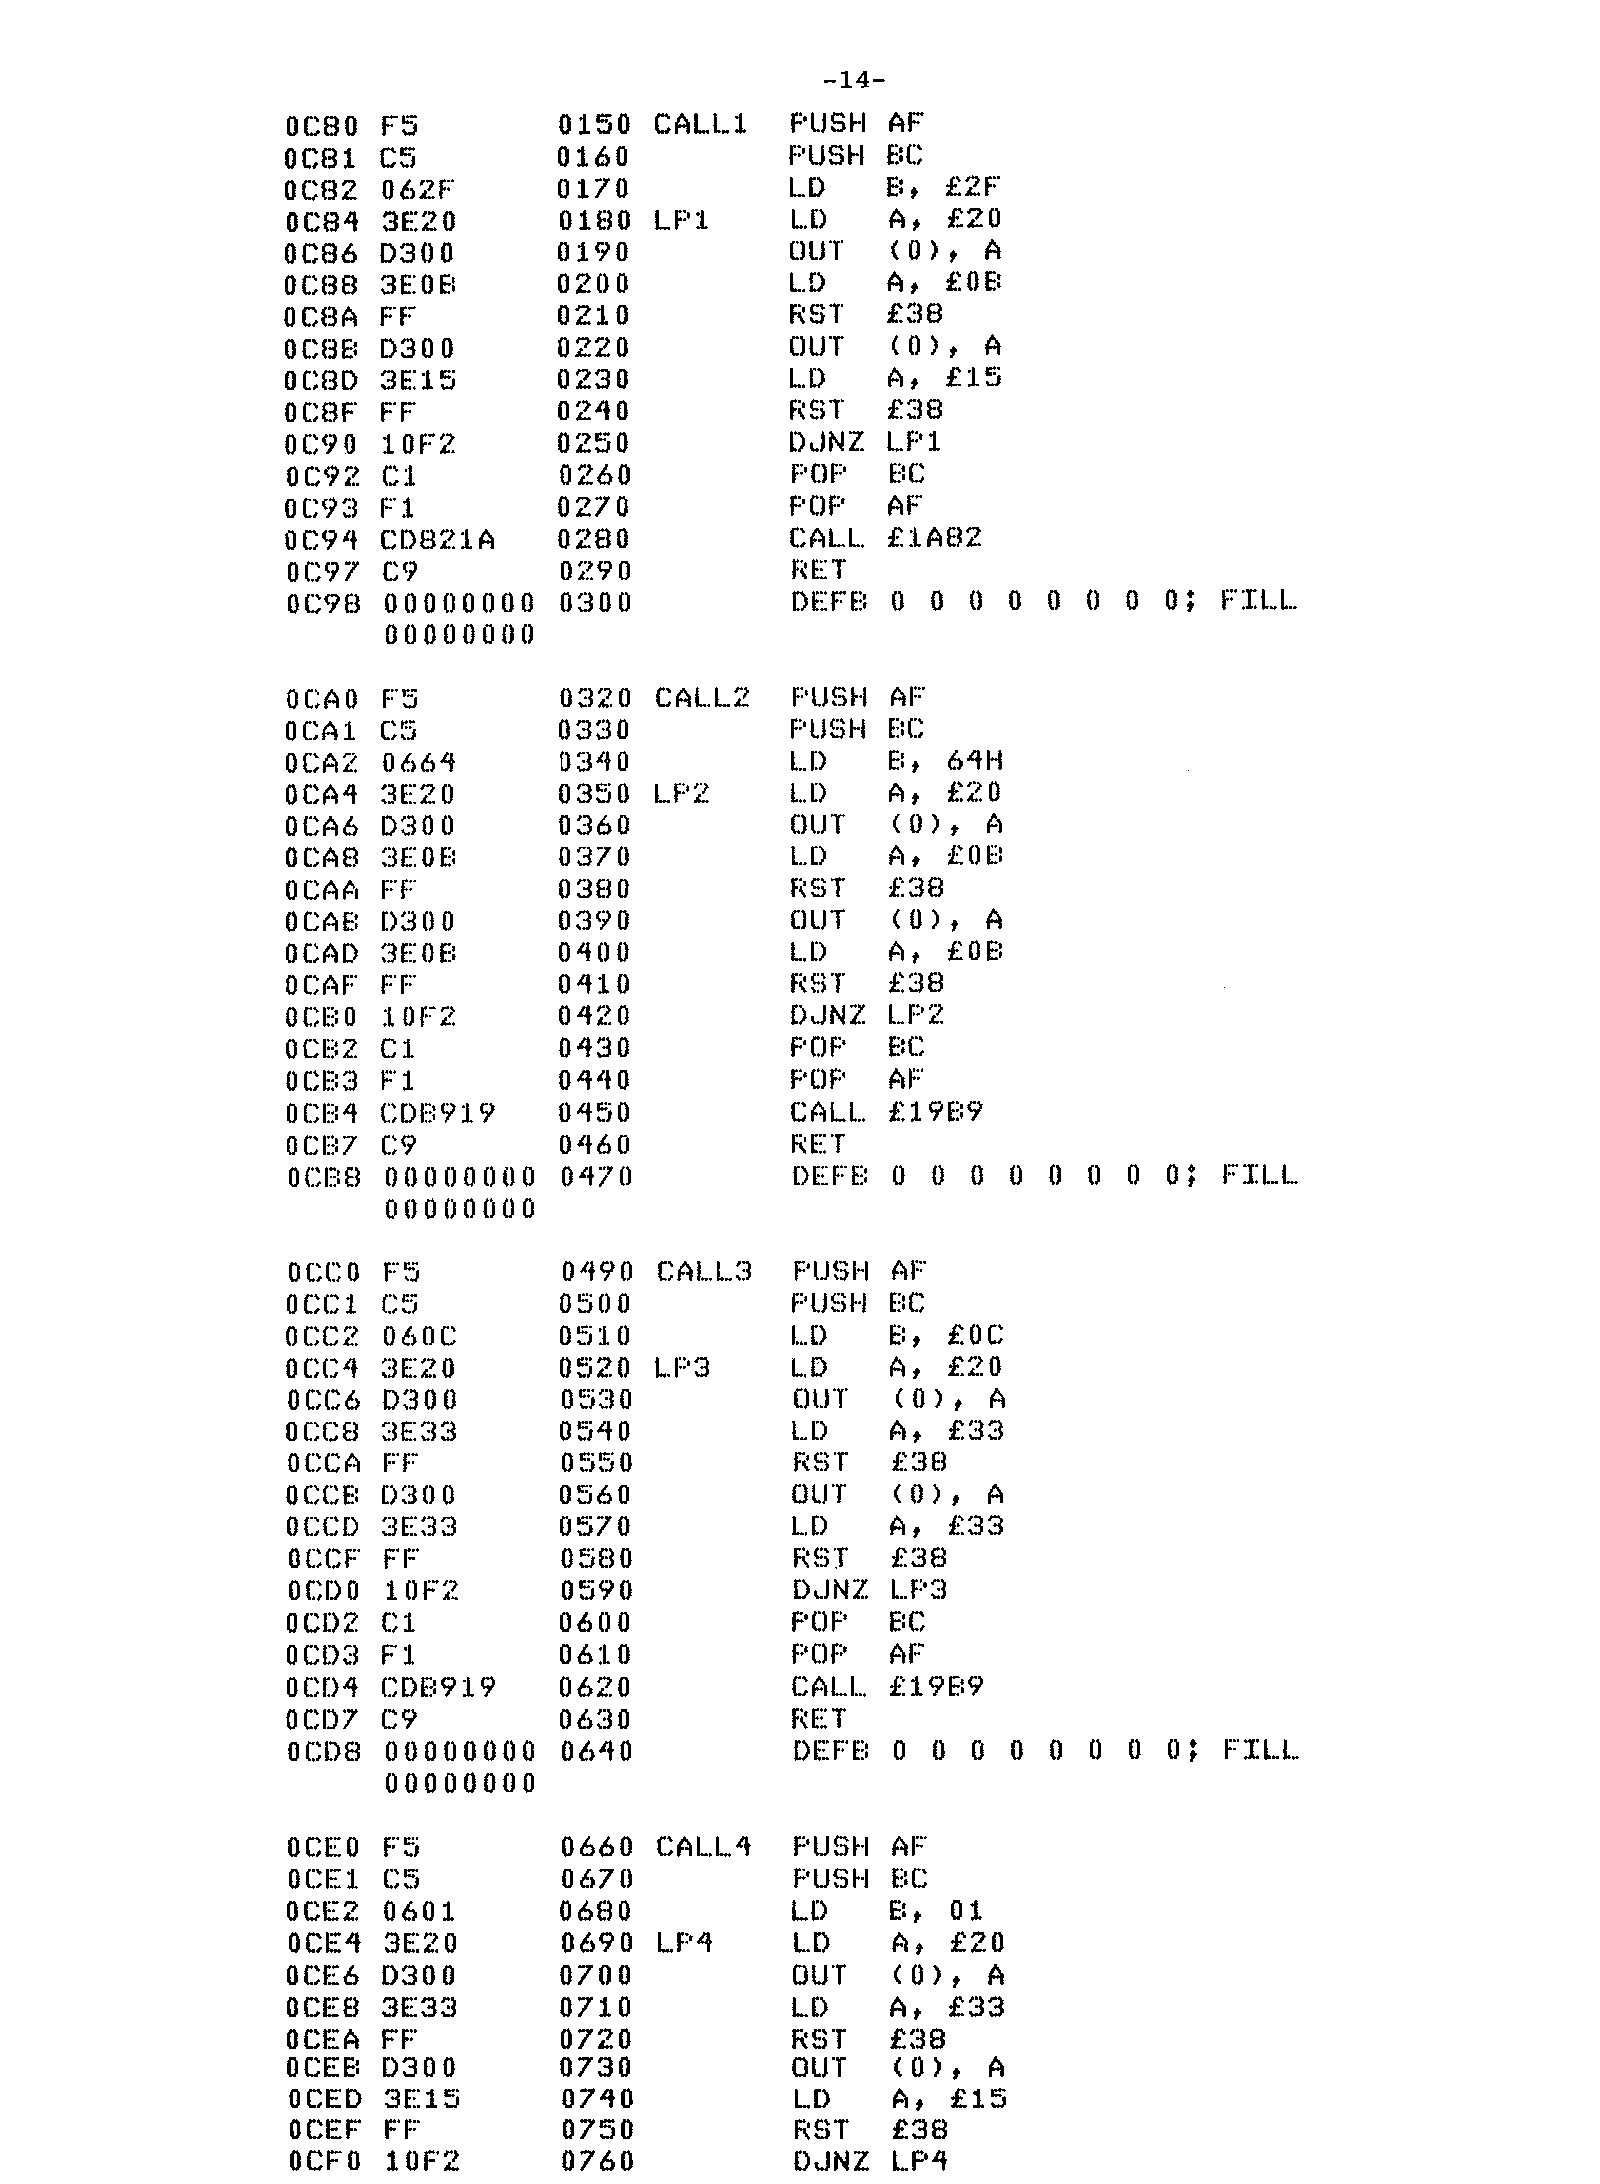 -14-
0C80 F5 0150 CALL1 PUSH AF
0C81 C5 0160 PUSH BC
0C82 062F 0170 LD B, £2F
0C84 3E20 0180 LP1 LD A, £20
0C86 D300 0190 OUT (0), A
0C88 3E0B 0200 LD A, £0B
0C8A FF 0210 RST £38
0C8B D300 0220 OUT (0), A
0C8D 3E15 0230 LD A, £15
0C8F FF 0240 RST £38
0C90 10F2 0250 DJNZ LP1
0C92 C1 0260 POP BC
0C93 F1 0270 POP AF
0C94 CD821A 0280 CALL £1A82
0C97 C9 0290 RET
0C98 00000000 0300 DEFB 0 0 0 0 0 0 0 0; FILL
00000000
0CA0 F5 0320 CALL2 PUSH AF
0CA1 C5 0330 PUSH BC
0CA2 0664 0340 LD B, 64H
0CA4 3E20 0350 LP2 LD A, £20
0CA6 D300 0360 OUT (0), A
0CA8 3E0B 0370 LD A, £0B
0CAA FF 0380 RST £38
0CAB D300 0390 OUT (0), A
0CAD 3E0B 0400 LD A, £0B
0CAF FF 0410 RST £38
0CB0 10F2 0420 DJNZ LP2
0CB2 C1 0430 POP BC
0CB3 F1 0440 POP AF
0CB4 CDB919 0450 CALL £19B9
0CB7 C9 0460 RET
0CB8 00000000 0470 DEFB 0 0 0 0 0 0 0 0; FILL
00000000
0CC0 F5 0490 CALL3 PUSH AF
0CC1 C5 0500 PUSH BC
0CC2 060C 0510 LD B, £0C
0CC4 3E20 0520 LP3 LD A, £20
0CC6 D300 0530 OUT (0), A
0CC8 3E33 0540 LD A, £33
0CCA FF 0550 RST £38
0CCB D300 0560 OUT (0), A
0CCD 3E33 0570 LD A, £33
0CCF FF 0580 RST £38
0CD0 10F2 0590 DJNZ LP3
0CD2 C1 0600 POP BC
0CD3 F1 0610 POP AF
0CD4 CDB919 0620 CALL £19B9
0CD7 C9 0630 RET
0CD8 00000000 0640 DEFB 0 0 0 0 0 0 0 0; FILL
00000000
0CE0 F5 0660 CALL4 PUSH AF
0CE1 C5 0670 PUSH BC
0CE2 0601 0680 LD B, 01
0CE4 3E20 0690 LP4 LD A, £20
0CE6 D300 0700 OUT (0), A
0CE8 3E33 0710 LD A, £33
0CEA FF 0720 RST £38
0CEB D300 0730 OUT (0), A
0CED 3E15 0740 LD A, £15
0CEF FF 0750 RST £38
0CF0 10F2 0760 DJNZ LP4